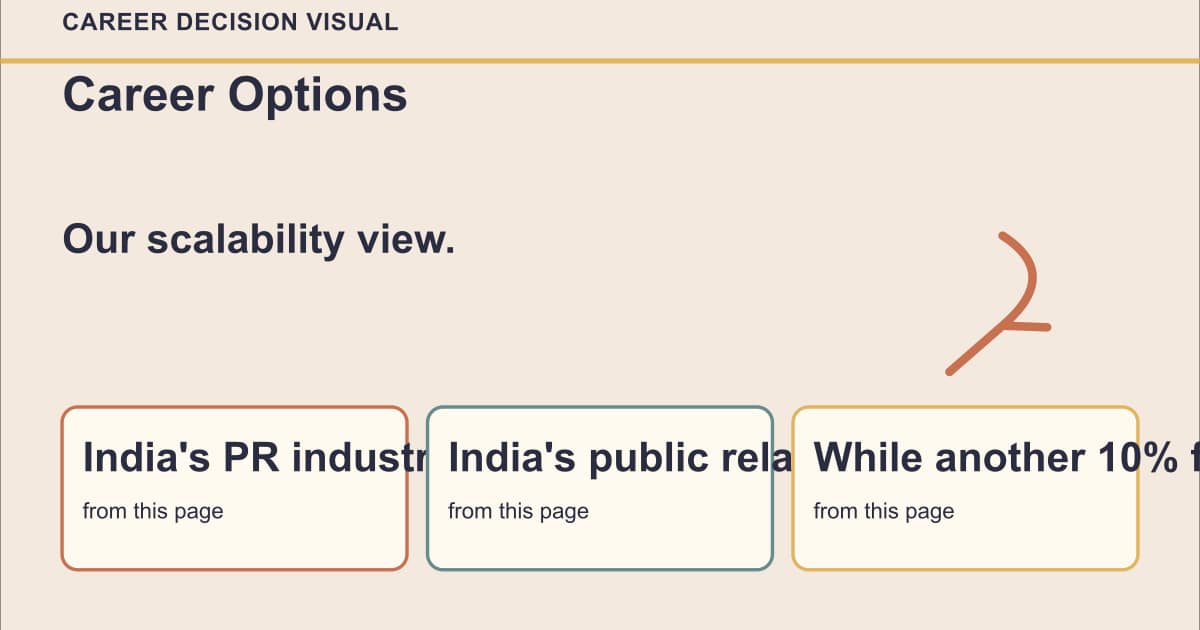 CAREER DECISION VISUAL
Career Options
Our scalability view.
India's PR industr
from this page
India's public rela
from this page
While another 10%
from this page